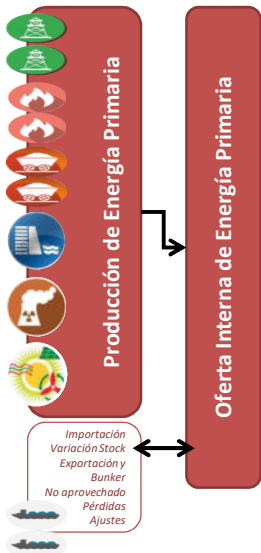 Producción de Energía Primaria
Oferta Interna de Energía Primaria
Importación
Variación Stock
Exportación y
Bunker
No aprovechado
Pérdidas
Ajustes